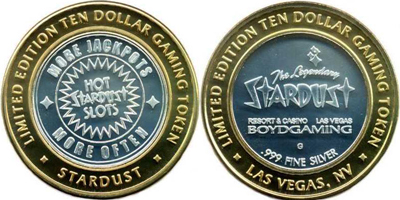 LIMITED EDITION TEN DOLLAR GAMING TOKEN
MORE JACKPOTS
HOT
STARDUST
SLOTS
MORE OFTEN
STARDUST
LIMITED EDITION TEN DOLLAR GAMING TOKEN
The Legendary
STARDUST
RESORT & CASINO LAS VEGAS
BOYDGAMING
G
.999 FINE SILVER
LAS VEGAS, NV